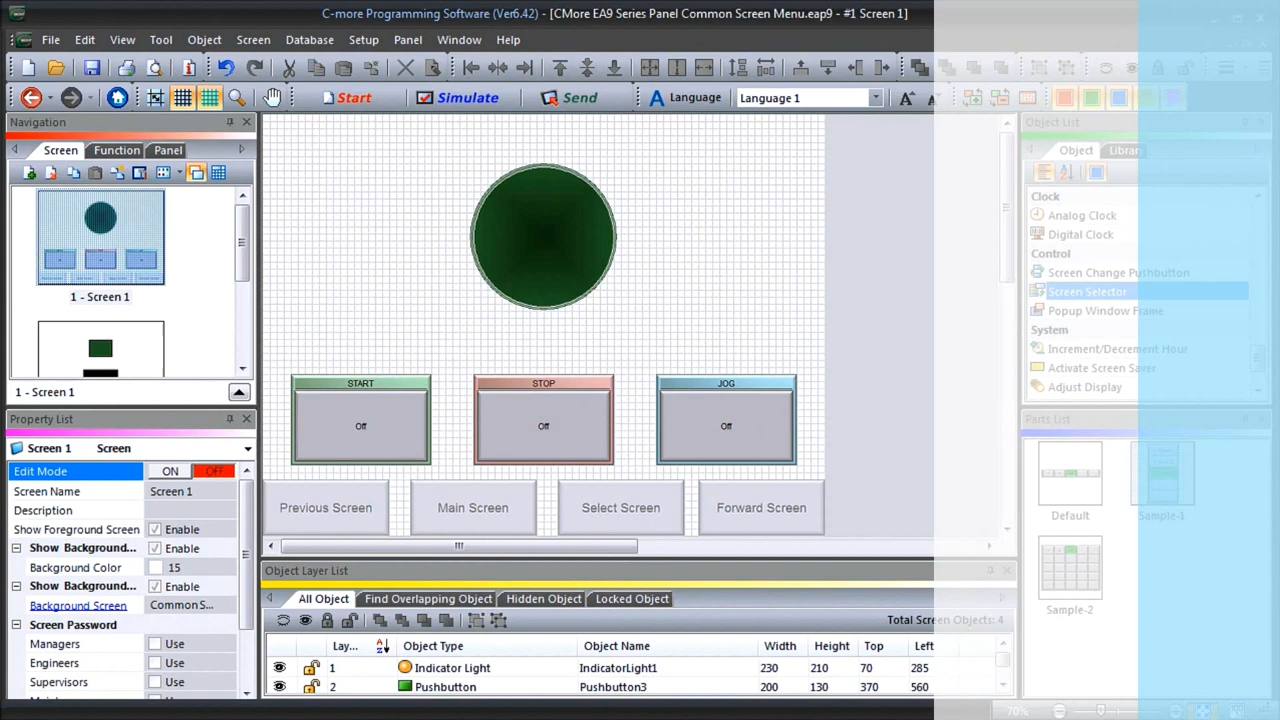 C-more Programming Software (Ver6.42) - [CMore EA9 Series Panel Common Screen Menu.eap9 - #1 Screen 1]
File Edit View Tool Object Screen Database Setup Panel Window Help
Start Simulate Send Language Language 1
Navigation
Screen Function Panel
1 - Screen 1
1 - Screen 1
Property List
Screen 1 Screen
Edit Mode ON OFF
Screen Name Screen 1
Description
Show Foreground Screen Enable
Show Background... Enable
Background Color 15
Show Background... Enable
Background Screen Common S...
Screen Password
Managers Use
Engineers Use
Supervisors Use
START
Off
STOP
Off
JOG
Off
Previous Screen
Main Screen
Select Screen
Forward Screen
Object Layer List
All Object Find Overlapping Object Hidden Object Locked Object
Total Screen Objects: 4
Lay... Object Type Object Name Width Height Top Left
1 Indicator Light IndicatorLight1 230 210 70 285
2 Pushbutton Pushbutton3 200 130 370 560
Object List
Object Library
Clock
Analog Clock
Digital Clock
Control
Screen Change Pushbutton
Screen Selector
Popup Window Frame
System
Increment/Decrement Hour
Activate Screen Saver
Adjust Display
Parts List
Default
Sample-1
Sample-2
70%